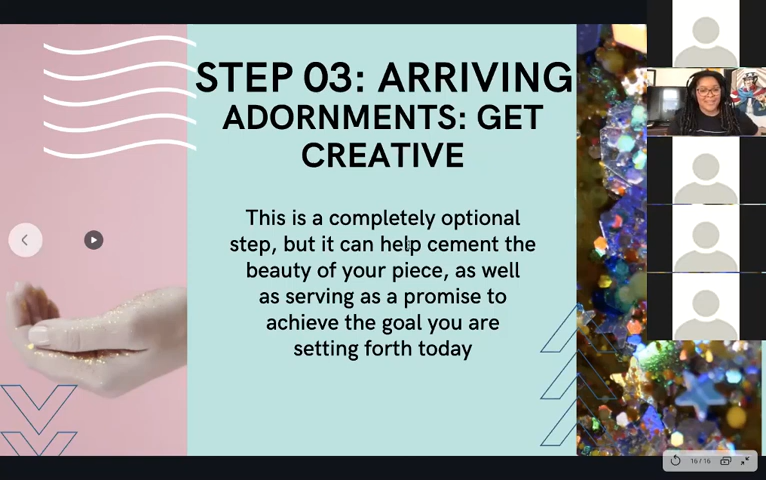 STEP 03: ARRIVING
ADORNMENTS: GET
CREATIVE
This is a completely optional
step, but it can help cement the
beauty of your piece, as well
as serving as a promise to
achieve the goal you are
setting forth today
16 / 16